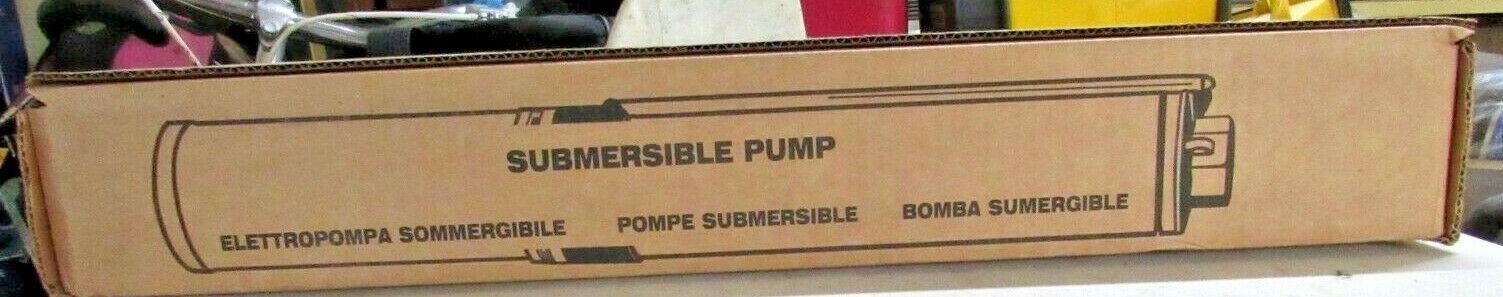 SUBMERSIBLE PUMP
ELETTROPOMPA SOMMERGIBILE POMPE SUBMERSIBLE BOMBA SUMERGIBLE